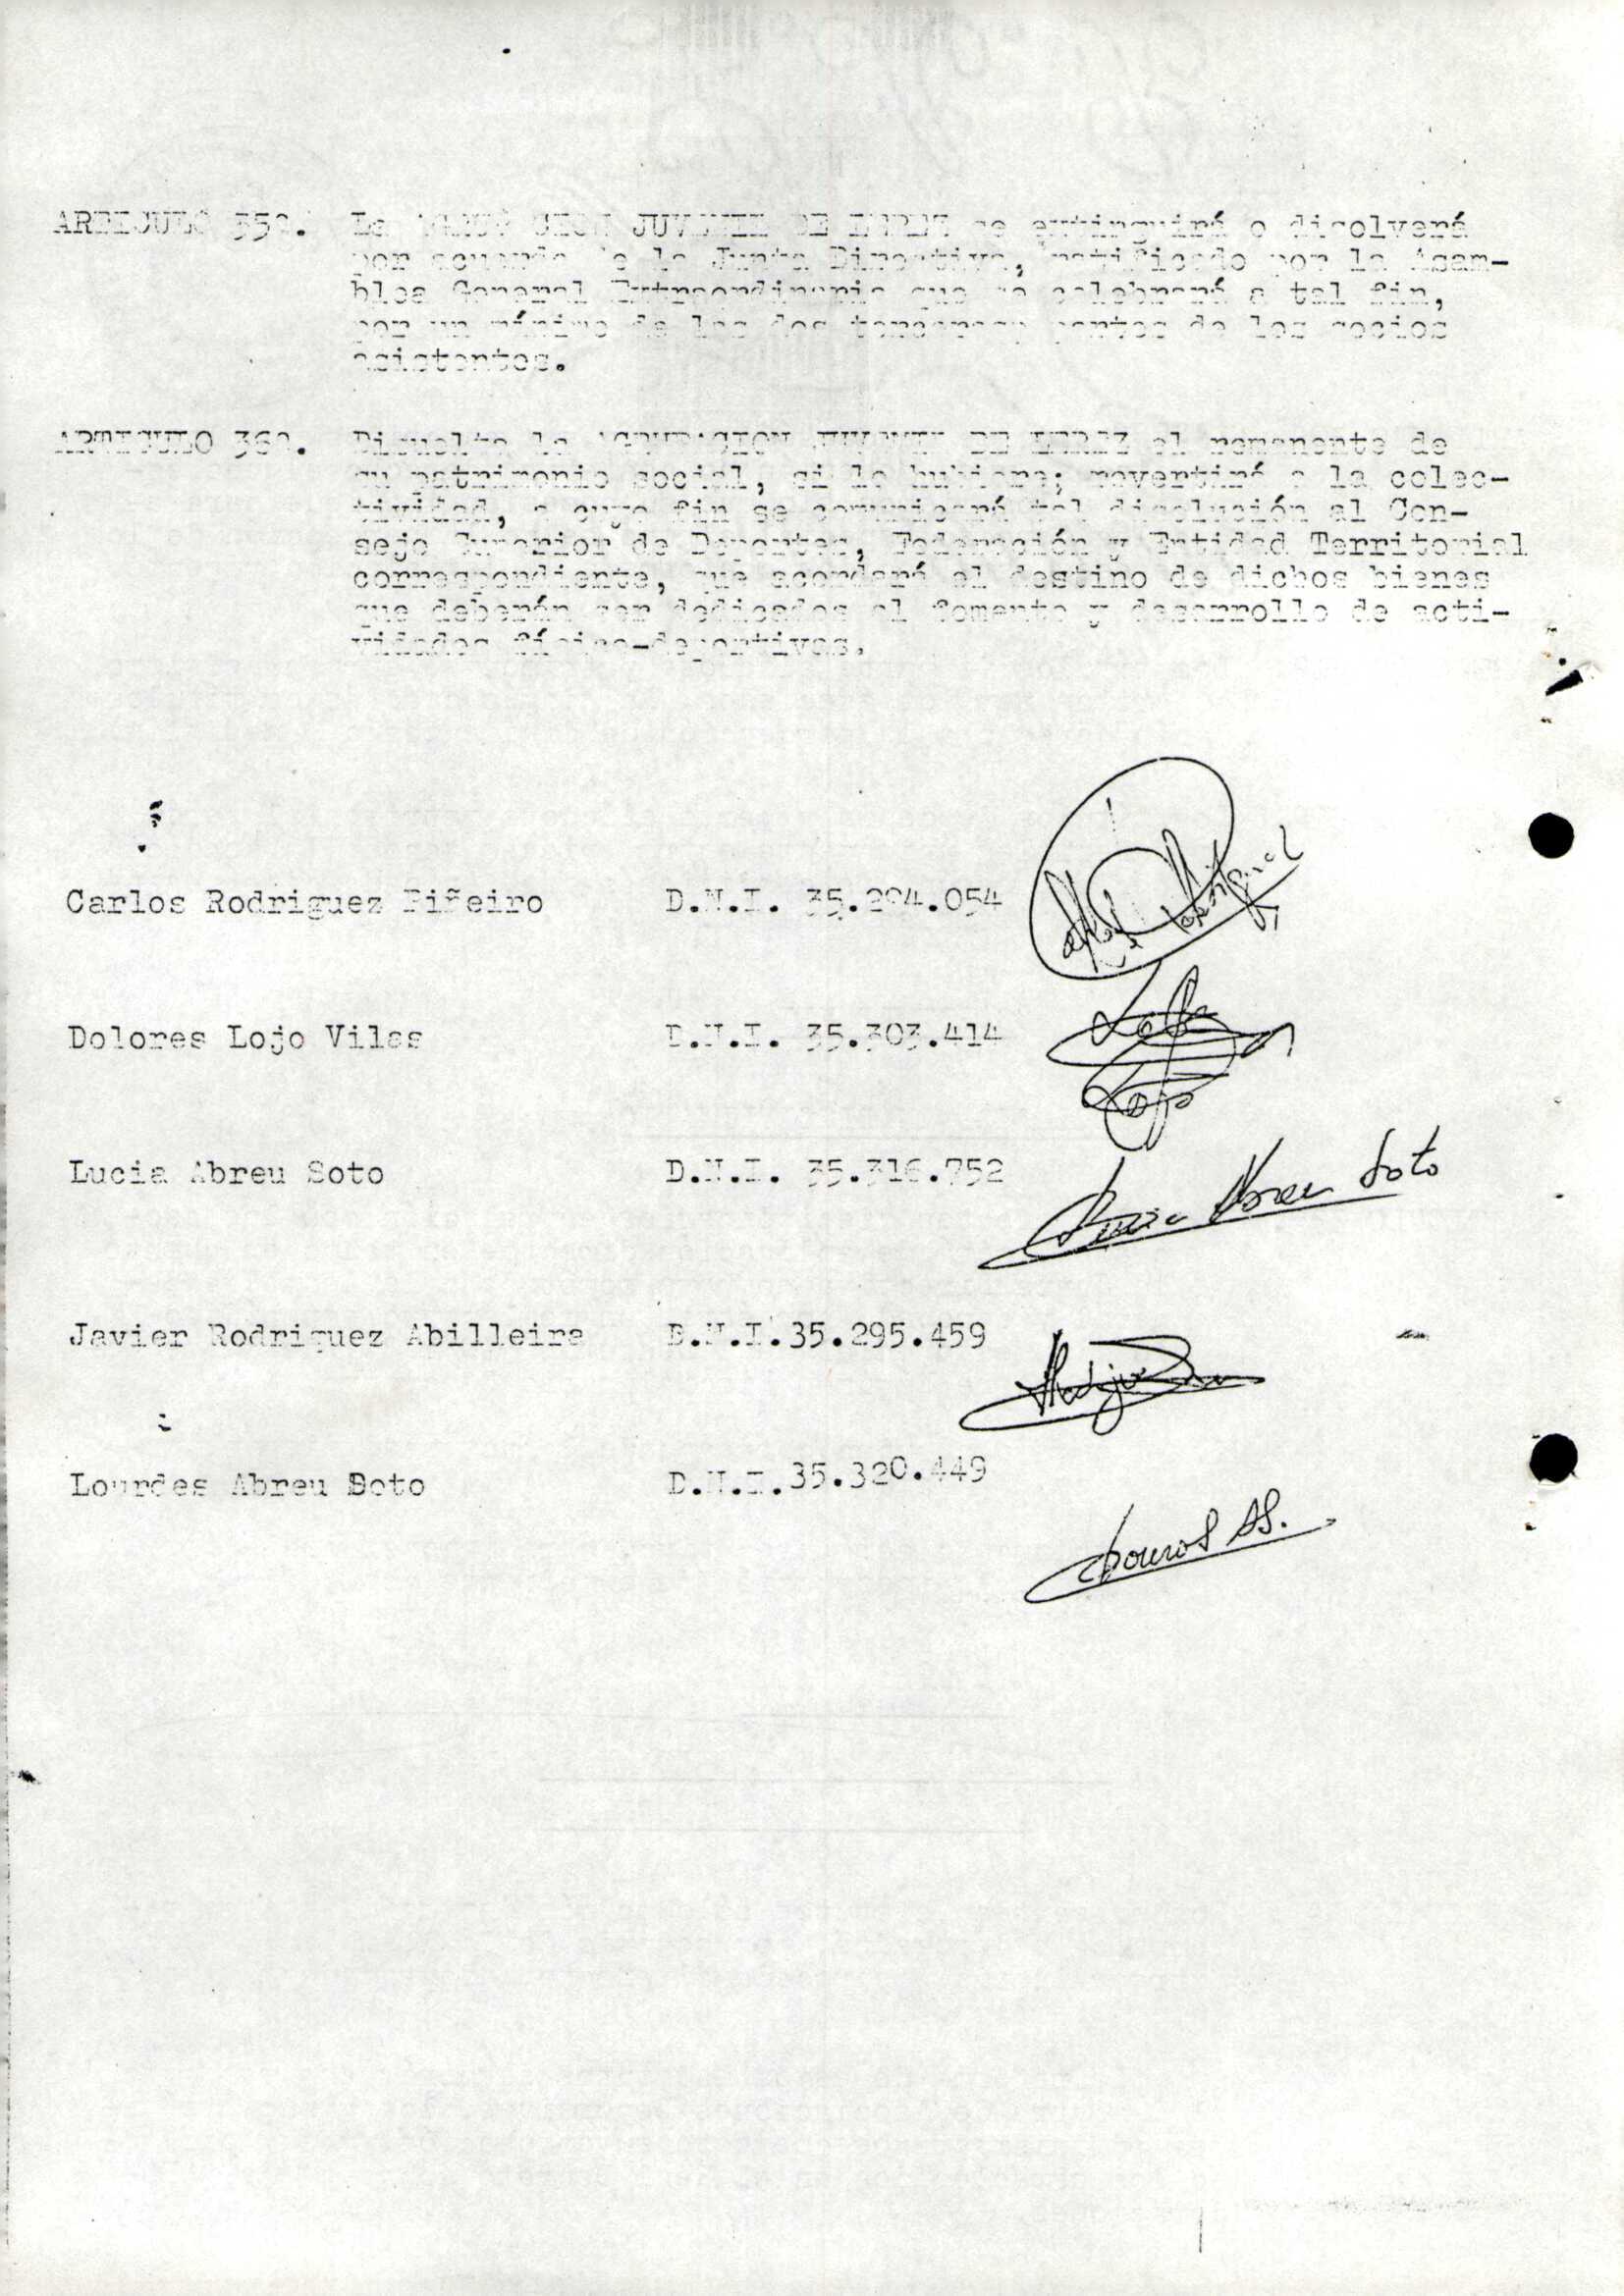 ARTICULO 35º. La AGRUPACION JUVENIL DE se extinguirá o disolverá
por acuerdo de la Junta Directiva, ratificado por la Asam-
blea General Extraordinaria que se celebrará a tal fin,
por un mínimo de las dos terceras partes de los socios
asistentes.
ARTICULO 36º. Disuelta la AGRUPACION JUVENIL DE el remanente de
su patrimonio social, si lo hubiera; revertirá a la colec-
tividad, a cuyo fin se comunicará tal disolución al Con-
sejo Superior de Deportes, Federación y Entidad Territorial
correspondiente, que acordará el destino de dichos bienes
que deberán ser dedicados al fomento y desarrollo de acti-
vidades físico-deportivas.
Carlos Rodriguez Piñeiro D.N.I. 35.294.054
Dolores Lojo Vilas D.N.I. 35.303.414
Lola
Lojo
Lucia Abreu Soto D.N.I. 35.316.752
Lucia Abreu Soto
Javier Rodriguez Abilleira D.N.I. 35.295.459
Lourdes Abreu Soto D.N.I. 35.320.449